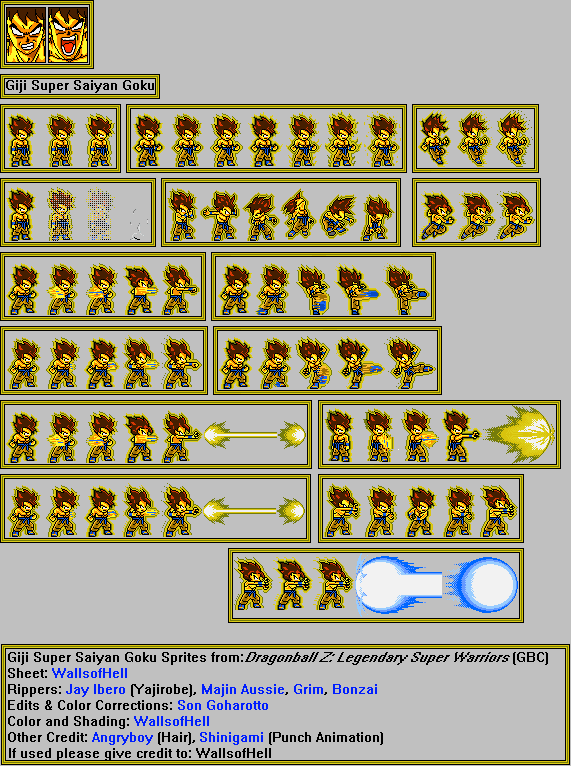 Giji Super Saiyan Goku
Giji Super Saiyan Goku Sprites from:Dragonball Z: Legendary Super Warriors (GBC)
Sheet: WallsofHell
Rippers: Jay Ibero (Yajirobe), Majin Aussie, Grim, Bonzai
Edits & Color Corrections: Son Goharotto
Color and Shading: WallsofHell
Other Credit: Angryboy (Hair), Shinigami (Punch Animation)
If used please give credit to: WallsofHell